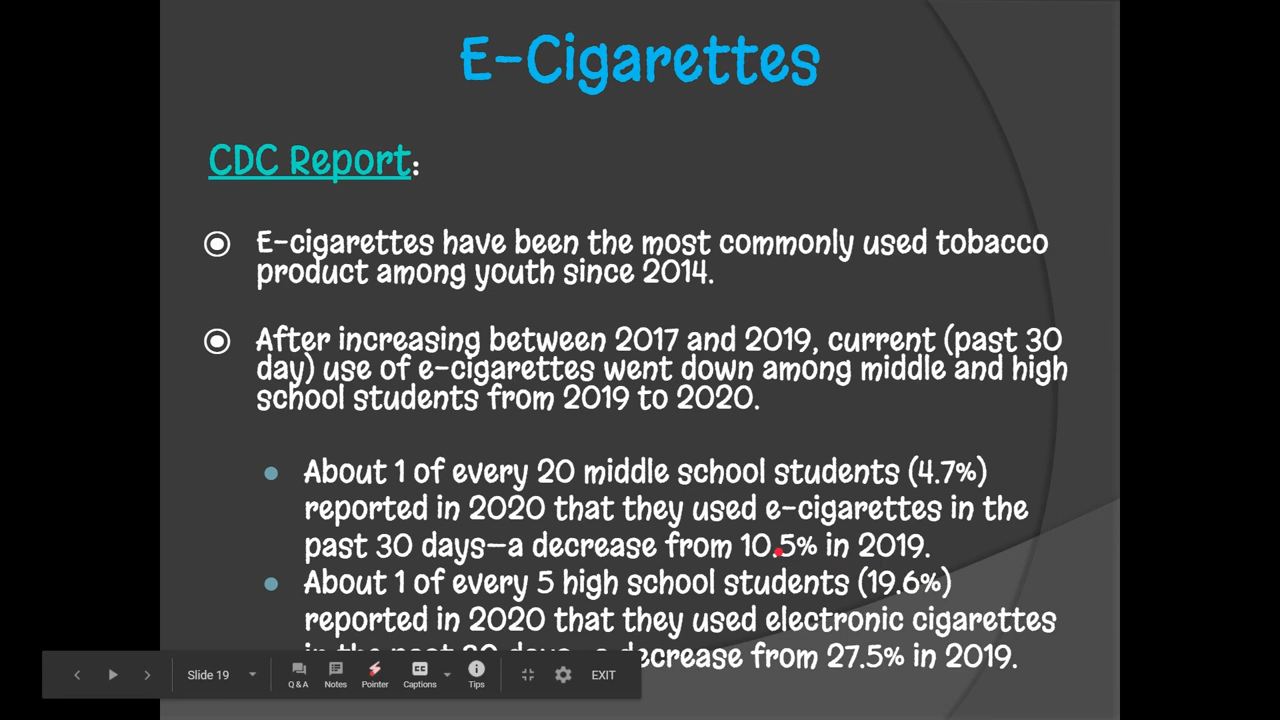 E-Cigarettes
CDC Report:
E-cigarettes have been the most commonly used tobacco
product among youth since 2014.
After increasing between 2017 and 2019, current (past 30
day) use of e-cigarettes went down among middle and high
school students from 2019 to 2020.
About 1 of every 20 middle school students (4.7%)
reported in 2020 that they used e-cigarettes in the
past 30 days—a decrease from 10.5% in 2019.
About 1 of every 5 high school students (19.6%)
reported in 2020 that they used electronic cigarettes
in the past 30 days—a decrease from 27.5% in 2019.
Slide 19
Q & A
Notes
Pointer
Captions
Tips
EXIT